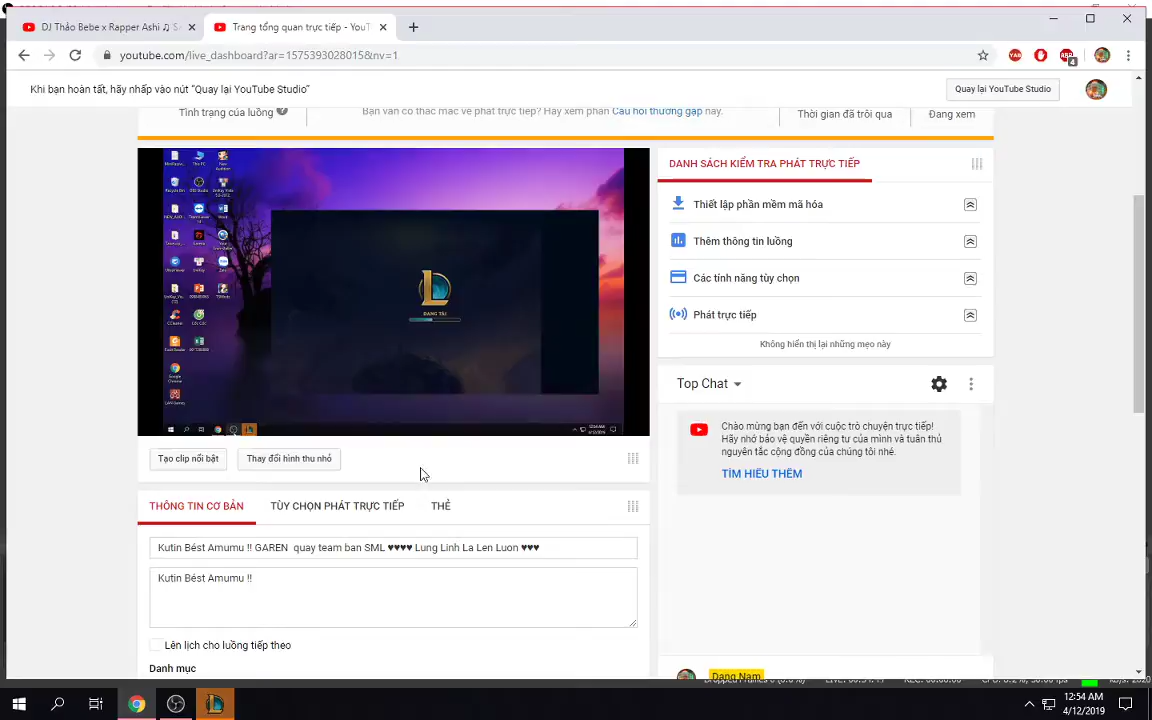 DJ Thảo Bebe x Rapper Ashi ♫ S
Trang tổng quan trực tiếp - YouT
youtube.com/live_dashboard?ar=1575393028015&nv=1
4
Khi bạn hoàn tất, hãy nhấp vào nút "Quay lại YouTube Studio"
Quay lại YouTube Studio
Tình trạng của luồng
Bạn vẫn có thắc mắc về phát trực tiếp? Hãy xem phần Câu hỏi thường gặp này.
Thời gian đã trôi qua
Đang xem
ĐANG TẢI
Tạo clip nổi bật
Thay đổi hình thu nhỏ
THÔNG TIN CƠ BẢN
TÙY CHỌN PHÁT TRỰC TIẾP
THẺ
Kutin Bést Amumu !! GAREN quay team ban SML ♥♥♥♥ Lung Linh La Len Luon ♥♥♥
Kutin Bést Amumu !!
Lên lịch cho luồng tiếp theo
Danh mục
DANH SÁCH KIỂM TRA PHÁT TRỰC TIẾP
Thiết lập phần mềm mã hóa
Thêm thông tin luồng
Các tính năng tùy chọn
Phát trực tiếp
Không hiển thị lại những mẹo này
Top Chat
Chào mừng bạn đến với cuộc trò chuyện trực tiếp!
Hãy nhớ bảo vệ quyền riêng tư của mình và tuân thủ
nguyên tắc cộng đồng của chúng tôi nhé.
TÌM HIỂU THÊM
Dang Nam
12:54 AM
4/12/2019